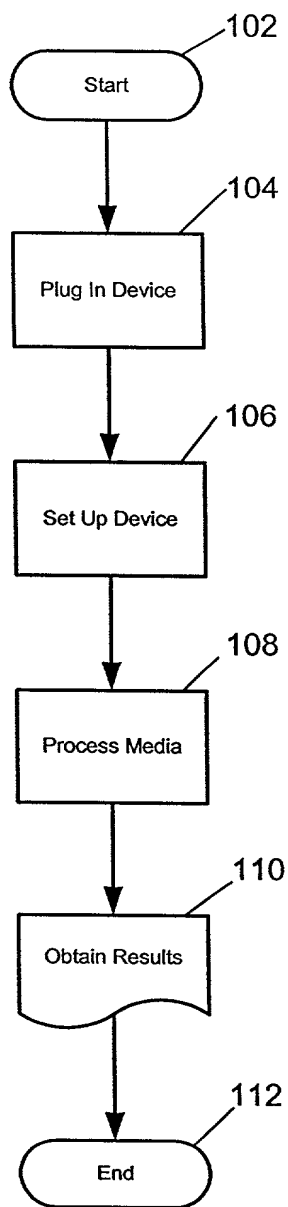 102
Start
104
Plug In Device
106
Set Up Device
108
Process Media
110
Obtain Results
112
End